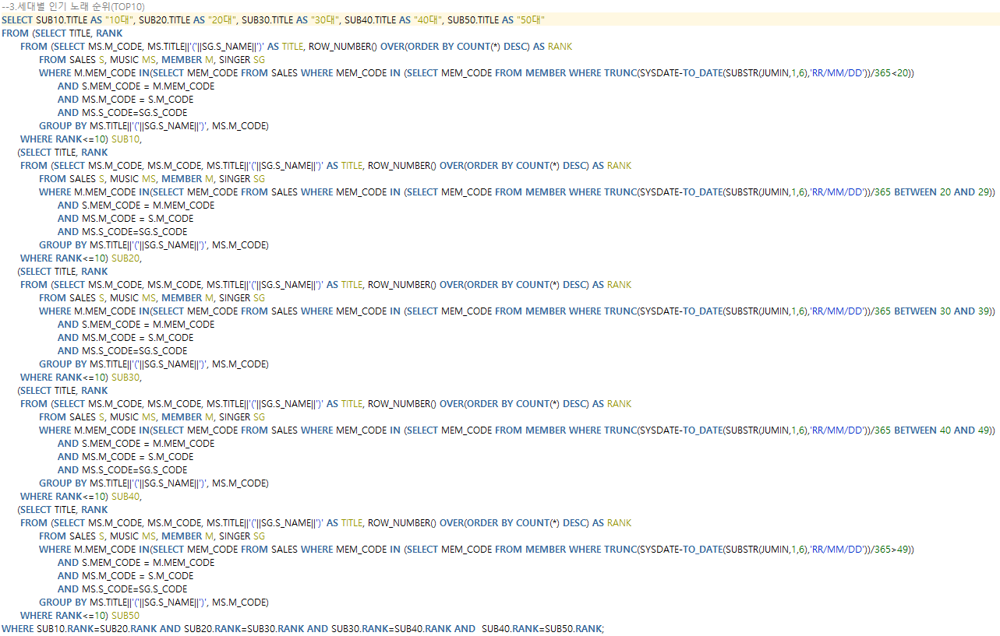 --3.세대별 인기 노래 순위(TOP10)
SELECT SUB10.TITLE AS "10대", SUB20.TITLE AS "20대", SUB30.TITLE AS "30대", SUB40.TITLE AS "40대", SUB50.TITLE AS "50대"
FROM (SELECT TITLE, RANK
FROM (SELECT MS.M_CODE, MS.TITLE||'('||SG.S_NAME||')' AS TITLE, ROW_NUMBER() OVER(ORDER BY COUNT(*) DESC) AS RANK
FROM SALES S, MUSIC MS, MEMBER M, SINGER SG
WHERE M.MEM_CODE IN(SELECT MEM_CODE FROM SALES WHERE MEM_CODE IN (SELECT MEM_CODE FROM MEMBER WHERE TRUNC(SYSDATE-TO_DATE(SUBSTR(JUMIN,1,6),'RR/MM/DD'))/365<20))
AND S.MEM_CODE = M.MEM_CODE
AND MS.M_CODE = S.M_CODE
AND MS.S_CODE=SG.S_CODE
GROUP BY MS.TITLE||'('||SG.S_NAME||')', MS.M_CODE)
WHERE RANK<=10) SUB10,
(SELECT TITLE, RANK
FROM (SELECT MS.M_CODE, MS.M_CODE, MS.TITLE||'('||SG.S_NAME||')' AS TITLE, ROW_NUMBER() OVER(ORDER BY COUNT(*) DESC) AS RANK
FROM SALES S, MUSIC MS, MEMBER M, SINGER SG
WHERE M.MEM_CODE IN(SELECT MEM_CODE FROM SALES WHERE MEM_CODE IN (SELECT MEM_CODE FROM MEMBER WHERE TRUNC(SYSDATE-TO_DATE(SUBSTR(JUMIN,1,6),'RR/MM/DD'))/365 BETWEEN 20 AND 29))
AND S.MEM_CODE = M.MEM_CODE
AND MS.M_CODE = S.M_CODE
AND MS.S_CODE=SG.S_CODE
GROUP BY MS.TITLE||'('||SG.S_NAME||')', MS.M_CODE)
WHERE RANK<=10) SUB20,
(SELECT TITLE, RANK
FROM (SELECT MS.M_CODE, MS.M_CODE, MS.TITLE||'('||SG.S_NAME||')' AS TITLE, ROW_NUMBER() OVER(ORDER BY COUNT(*) DESC) AS RANK
FROM SALES S, MUSIC MS, MEMBER M, SINGER SG
WHERE M.MEM_CODE IN(SELECT MEM_CODE FROM SALES WHERE MEM_CODE IN (SELECT MEM_CODE FROM MEMBER WHERE TRUNC(SYSDATE-TO_DATE(SUBSTR(JUMIN,1,6),'RR/MM/DD'))/365 BETWEEN 30 AND 39))
AND S.MEM_CODE = M.MEM_CODE
AND MS.M_CODE = S.M_CODE
AND MS.S_CODE=SG.S_CODE
GROUP BY MS.TITLE||'('||SG.S_NAME||')', MS.M_CODE)
WHERE RANK<=10) SUB30,
(SELECT TITLE, RANK
FROM (SELECT MS.M_CODE, MS.M_CODE, MS.TITLE||'('||SG.S_NAME||')' AS TITLE, ROW_NUMBER() OVER(ORDER BY COUNT(*) DESC) AS RANK
FROM SALES S, MUSIC MS, MEMBER M, SINGER SG
WHERE M.MEM_CODE IN(SELECT MEM_CODE FROM SALES WHERE MEM_CODE IN (SELECT MEM_CODE FROM MEMBER WHERE TRUNC(SYSDATE-TO_DATE(SUBSTR(JUMIN,1,6),'RR/MM/DD'))/365 BETWEEN 40 AND 49))
AND S.MEM_CODE = M.MEM_CODE
AND MS.M_CODE = S.M_CODE
AND MS.S_CODE=SG.S_CODE
GROUP BY MS.TITLE||'('||SG.S_NAME||')', MS.M_CODE)
WHERE RANK<=10) SUB40,
(SELECT TITLE, RANK
FROM (SELECT MS.M_CODE, MS.M_CODE, MS.TITLE||'('||SG.S_NAME||')' AS TITLE, ROW_NUMBER() OVER(ORDER BY COUNT(*) DESC) AS RANK
FROM SALES S, MUSIC MS, MEMBER M, SINGER SG
WHERE M.MEM_CODE IN(SELECT MEM_CODE FROM SALES WHERE MEM_CODE IN (SELECT MEM_CODE FROM MEMBER WHERE TRUNC(SYSDATE-TO_DATE(SUBSTR(JUMIN,1,6),'RR/MM/DD'))/365>49))
AND S.MEM_CODE = M.MEM_CODE
AND MS.M_CODE = S.M_CODE
AND MS.S_CODE=SG.S_CODE
GROUP BY MS.TITLE||'('||SG.S_NAME||')', MS.M_CODE)
WHERE RANK<=10) SUB50
WHERE SUB10.RANK=SUB20.RANK AND SUB20.RANK=SUB30.RANK AND SUB30.RANK=SUB40.RANK AND  SUB40.RANK=SUB50.RANK;